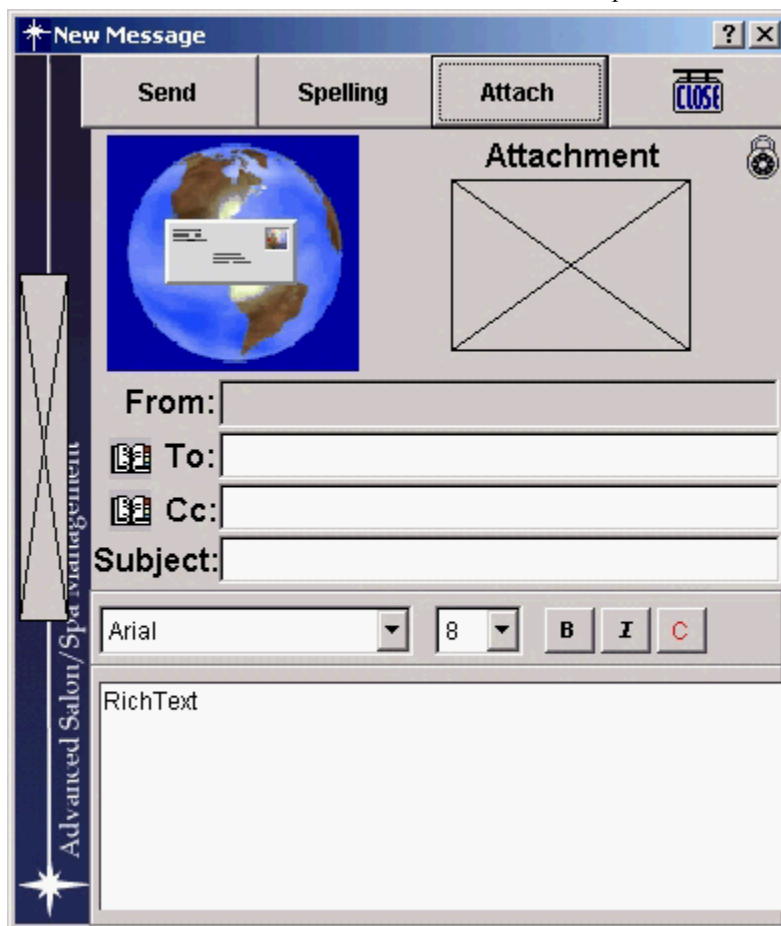 New Message
Send Spelling Attach CLOSE
Attachment
From:
To:
Cc:
Subject:
Arial 8 B I C
RichText
Advanced Salon/Spa Management